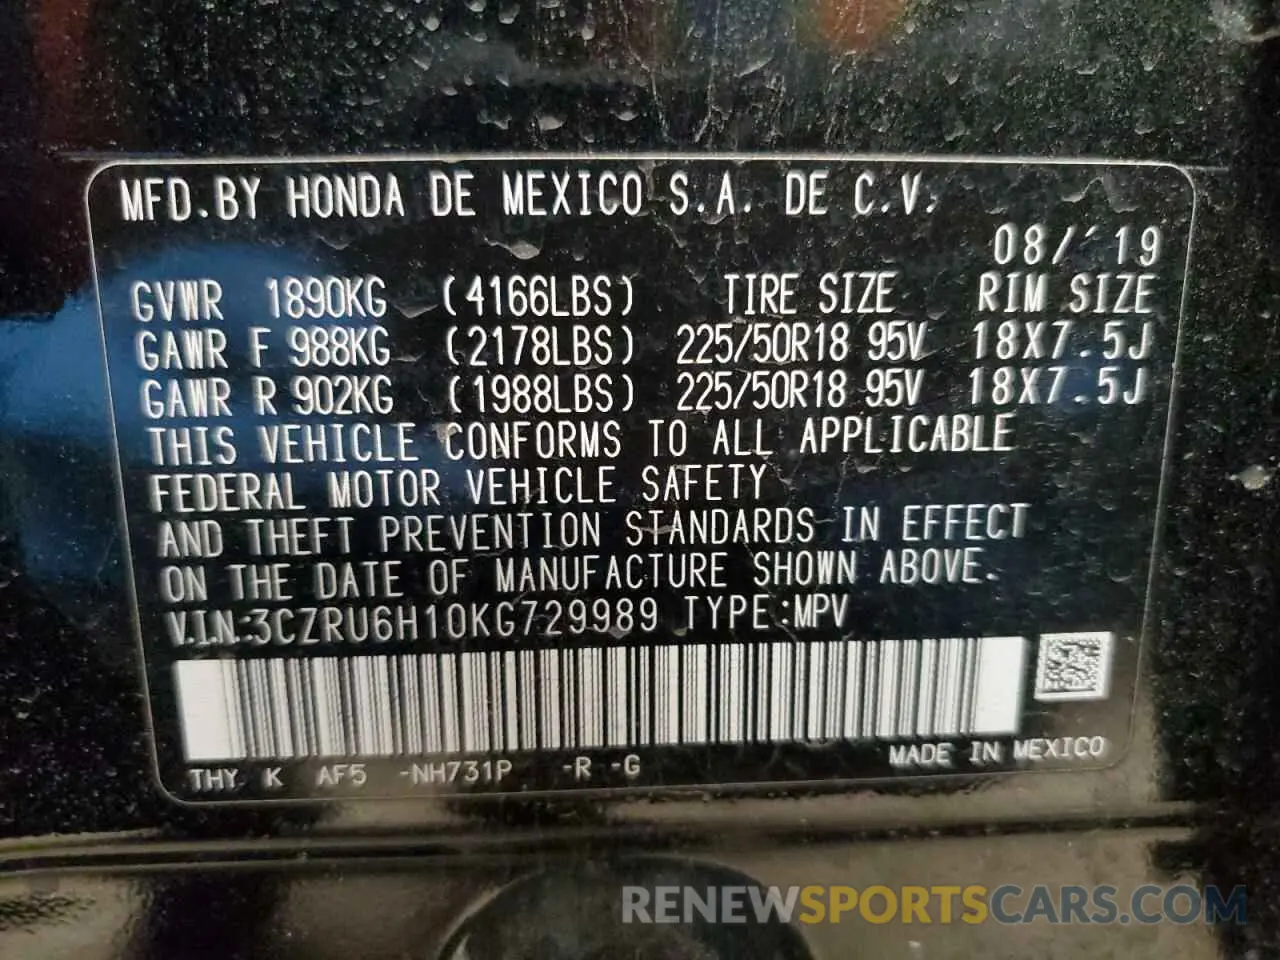 MFD.BY HONDA DE MEXICO S.A. DE C.V.
08/ '19
GVWR 1890KG (4166LBS) TIRE SIZE RIM SIZE
GAWR F 988KG (2178LBS) 225/50R18 95V 18X7.5J
GAWR R 902KG (1988LBS) 225/50R18 95V 18X7.5J
THIS VEHICLE CONFORMS TO ALL APPLICABLE
FEDERAL MOTOR VEHICLE SAFETY
AND THEFT PREVENTION STANDARDS IN EFFECT
ON THE DATE OF MANUFACTURE SHOWN ABOVE.
V.I.N.:3CZRU6H10KG729989 TYPE:MPV
MADE IN MEXICO
THY K AF5 -NH731P -R -G
RENEWSPORTSCARS.COM